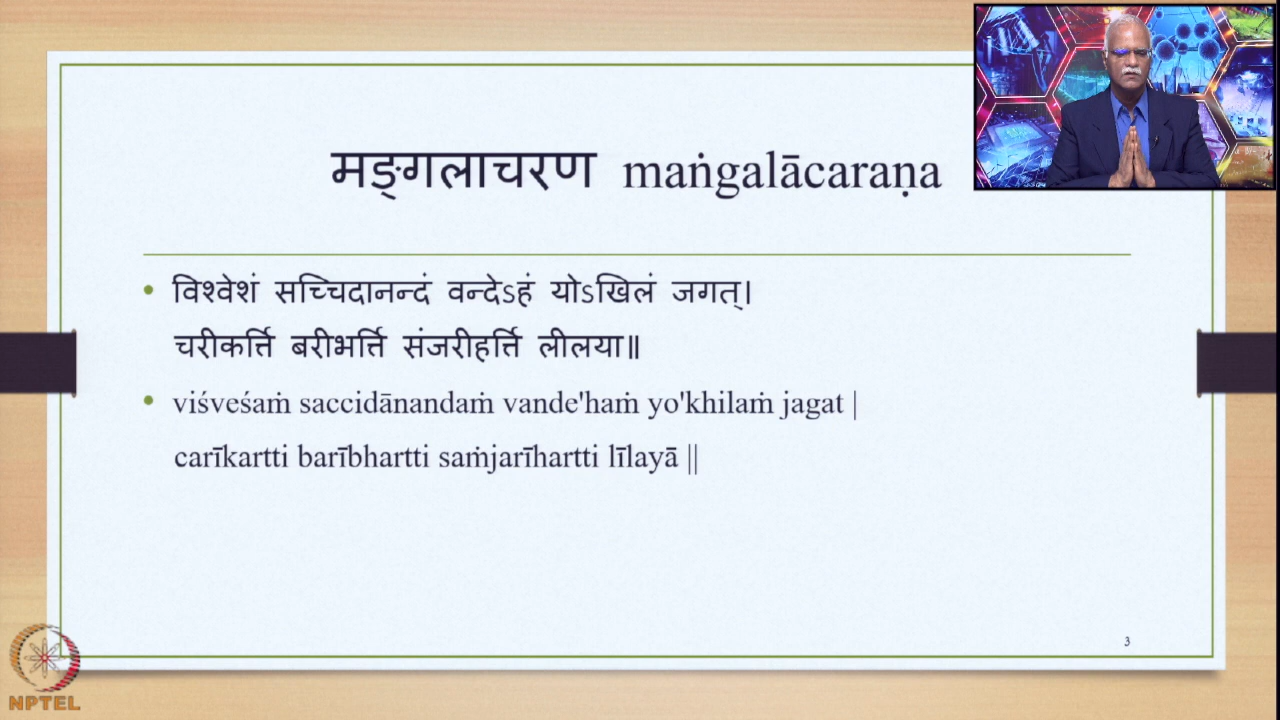 मङ्गलाचरण maṅgalācaraṇa
• विश्वेशं सच्चिदानन्दं वन्देऽहं योऽखिलं जगत्।
चरीकर्त्ति बरीभर्त्ति संजरीहर्त्ति लीलया॥
• viśveśaṁ saccidānandaṁ vande'haṁ yo'khilaṁ jagat |
carīkartti barībhartti saṁjarīhartti līlayā ||
3
NPTEL